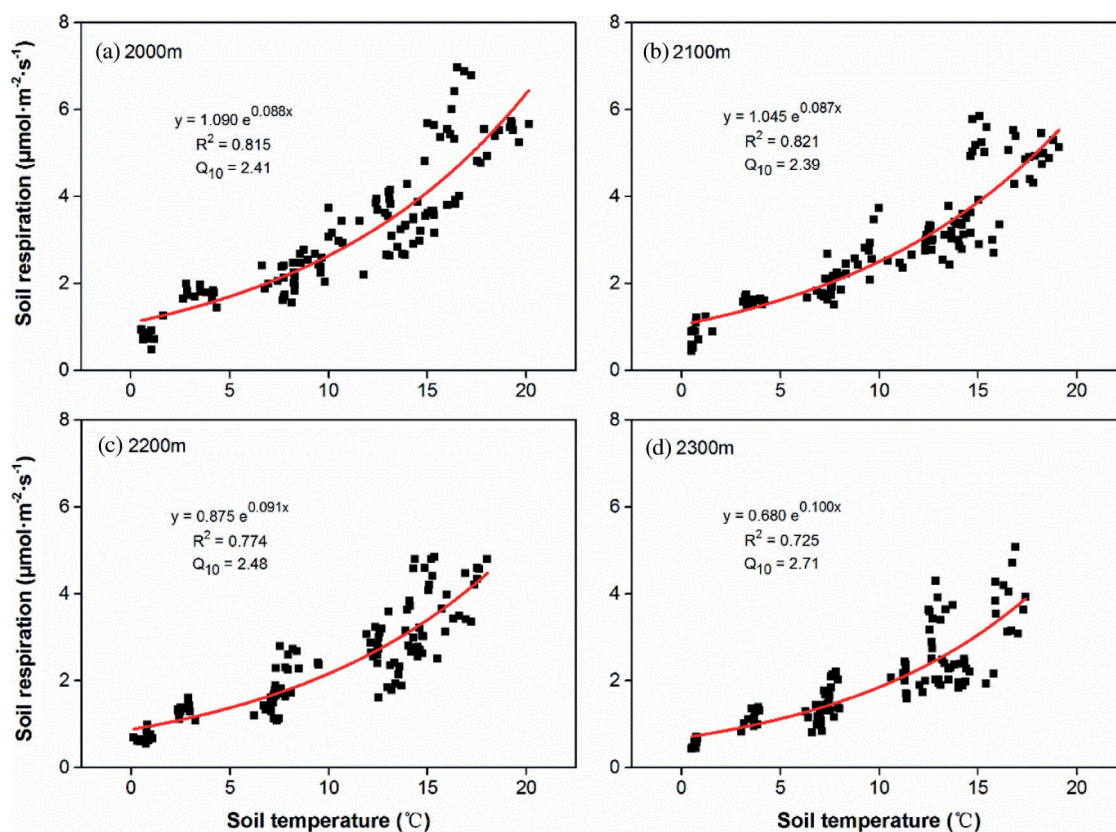 (a) 2000m
y = 1.090 e^0.088x
R² = 0.815
Q₁₀ = 2.41
Soil respiration (μmol·m⁻²·s⁻¹)
8
6
4
2
0
0 5 10 15 20
(b) 2100m
y = 1.045 e^0.087x
R² = 0.821
Q₁₀ = 2.39
8
6
4
2
0
0 5 10 15 20
(c) 2200m
y = 0.875 e^0.091x
R² = 0.774
Q₁₀ = 2.48
Soil respiration (μmol·m⁻²·s⁻¹)
8
6
4
2
0
0 5 10 15 20
Soil temperature (℃)
(d) 2300m
y = 0.680 e^0.100x
R² = 0.725
Q₁₀ = 2.71
8
6
4
2
0
0 5 10 15 20
Soil temperature (℃)